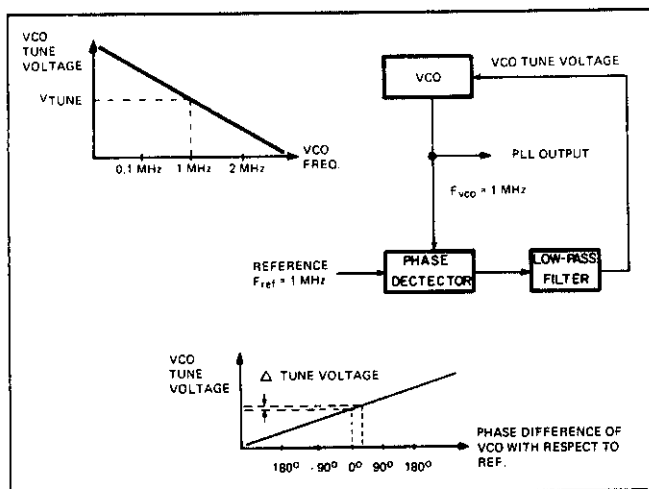 VCO
TUNE
VOLTAGE
VTUNE
0.1 MHz 1 MHz 2 MHz
VCO
FREQ.
VCO
VCO TUNE VOLTAGE
PLL OUTPUT
Fvco = 1 MHz
REFERENCE
Fref = 1 MHz
PHASE
DECTECTOR
LOW-PASS
FILTER
VCO
TUNE
VOLTAGE
Δ TUNE VOLTAGE
180° -90° 0° 90° 180°
PHASE DIFFERENCE OF
VCO WITH RESPECT TO
REF.